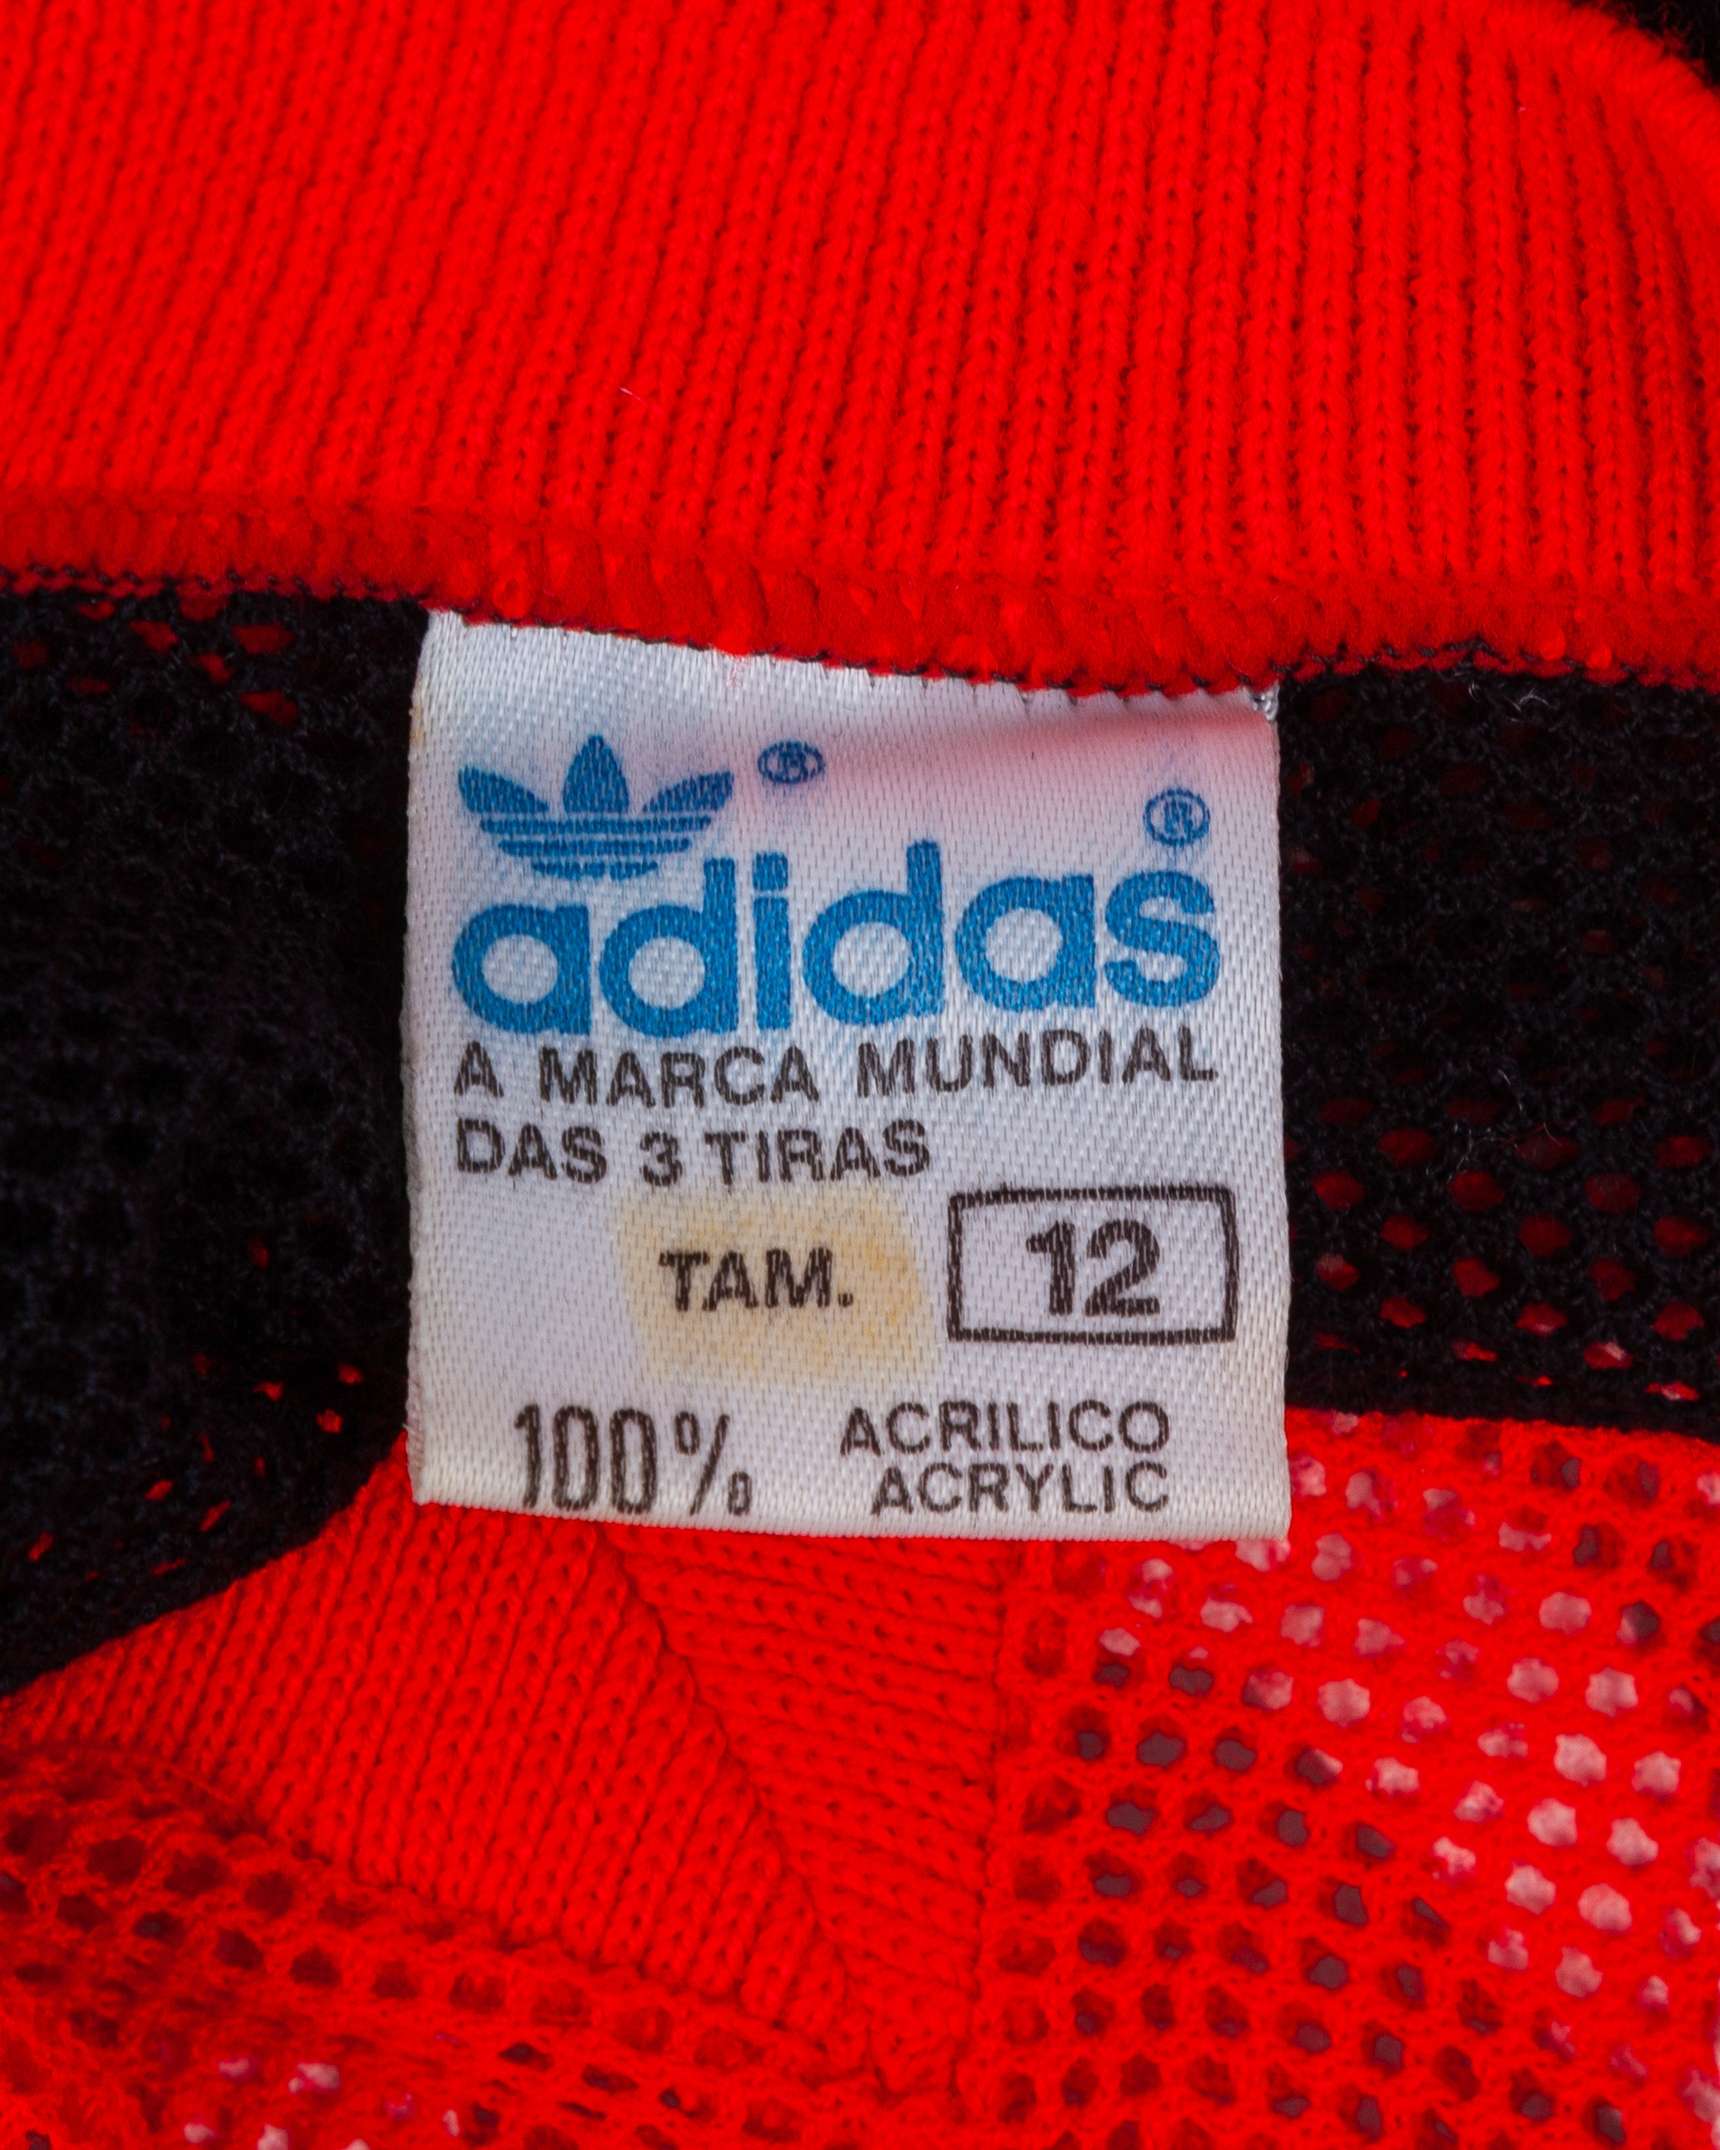 ®
®
adidas
A MARCA MUNDIAL
DAS 3 TIRAS
TAM. 12
100% ACRILICO
ACRYLIC